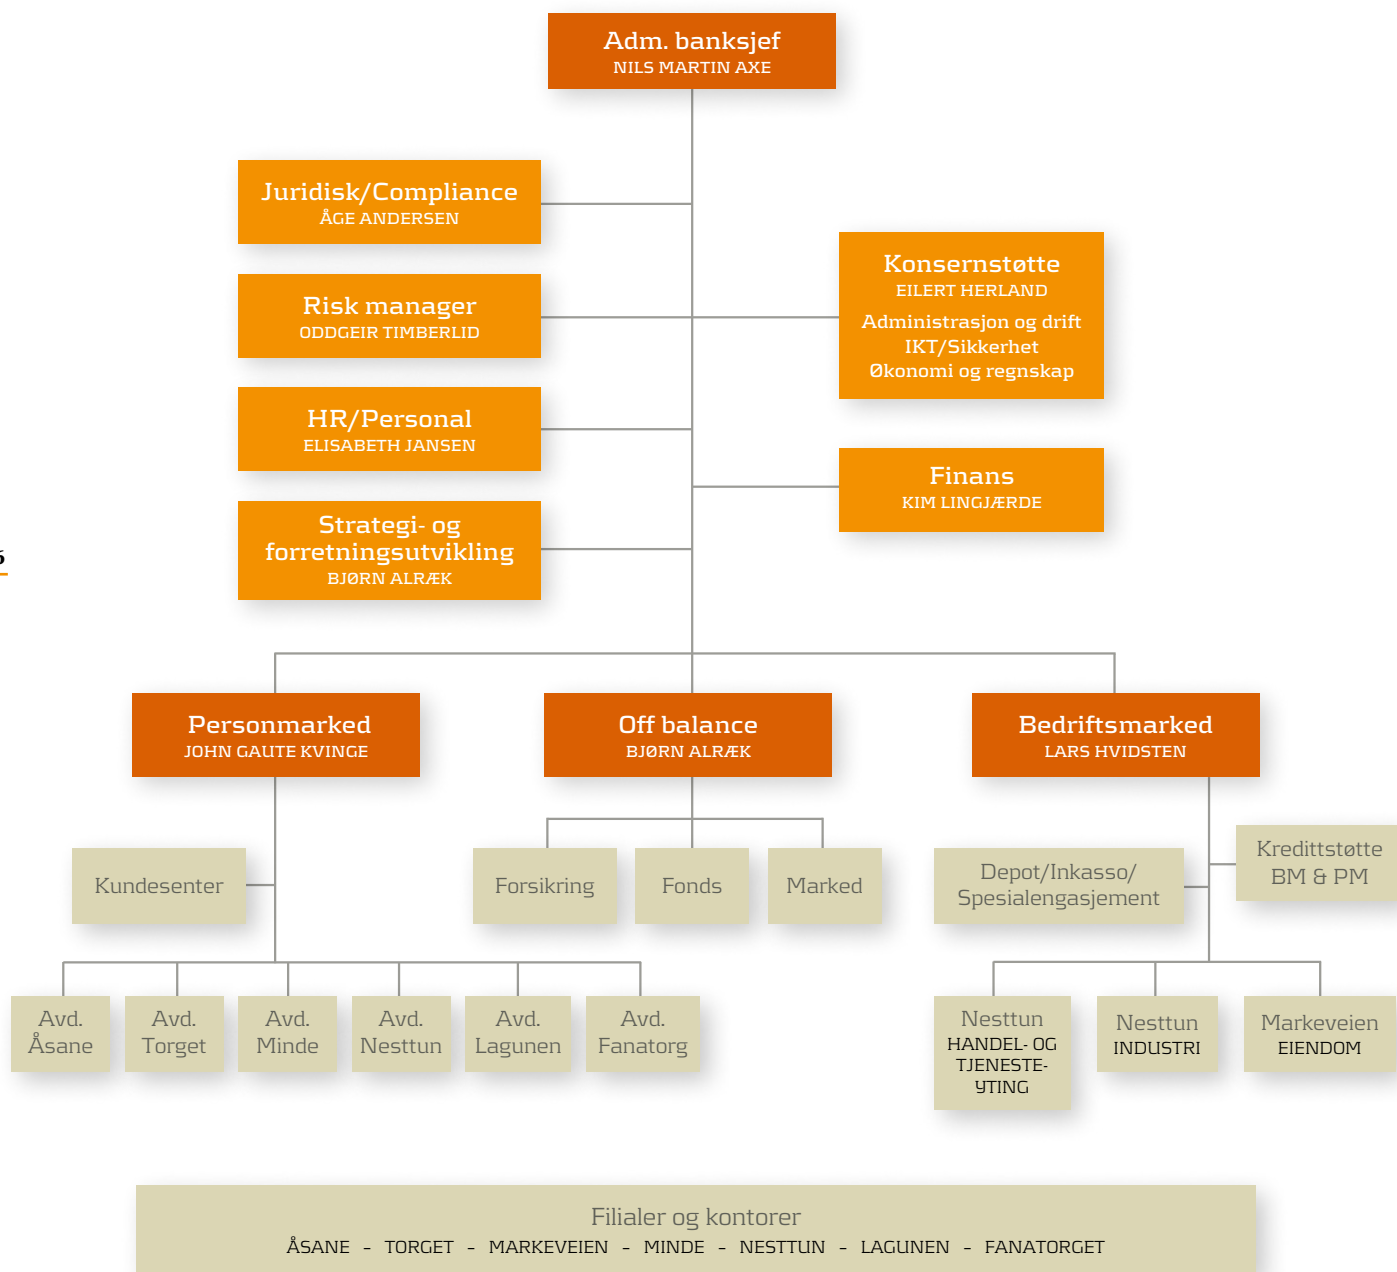 Adm. banksjef
NILS MARTIN AXE
Juridisk/Compliance
ÅGE ANDERSEN
Risk manager
ODDGEIR TIMBERLID
HR/Personal
ELISABETH JANSEN
Strategi- og
forretningsutvikling
BJØRN ALRÆK
Konsernstøtte
EILERT HERLAND
Administrasjon og drift
IKT/Sikkerhet
Økonomi og regnskap
Finans
KIM LINGJÆRDE
Personmarked
JOHN GAUTE KVINGE
Off balance
BJØRN ALRÆK
Bedriftsmarked
LARS HVIDSTEN
Kundesenter
Forsikring
Fonds
Marked
Depot/Inkasso/
Spesialengasjement
Kredittstøtte
BM & PM
Avd.
Åsane
Avd.
Torget
Avd.
Minde
Avd.
Nesttun
Avd.
Lagunen
Avd.
Fanatorg
Nesttun
HANDEL- OG
TJENESTE-
YTING
Nesttun
INDUSTRI
Markeveien
EIENDOM
Filialer og kontorer
ÅSANE - TORGET - MARKEVEIEN - MINDE - NESTTUN - LAGUNEN - FANATORGET